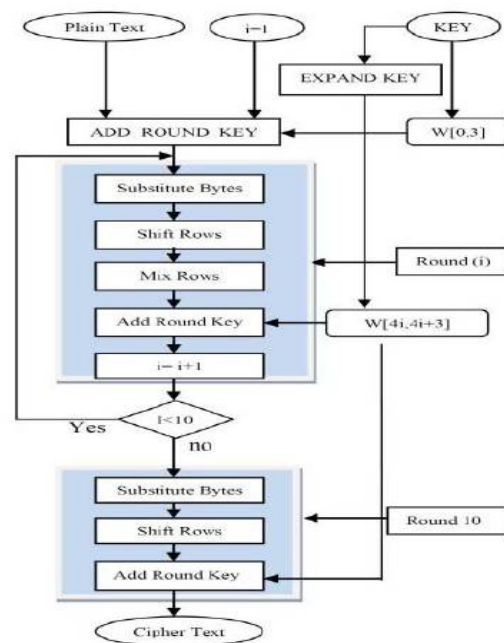 Plain Text
i=1
KEY
EXPAND KEY
ADD ROUND KEY
W[0,3]
Substitute Bytes
Shift Rows
Mix Rows
Round (i)
Add Round Key
W[4i,4i+3]
i= i+1
I<10
Yes
no
Substitute Bytes
Shift Rows
Round 10
Add Round Key
Cipher Text